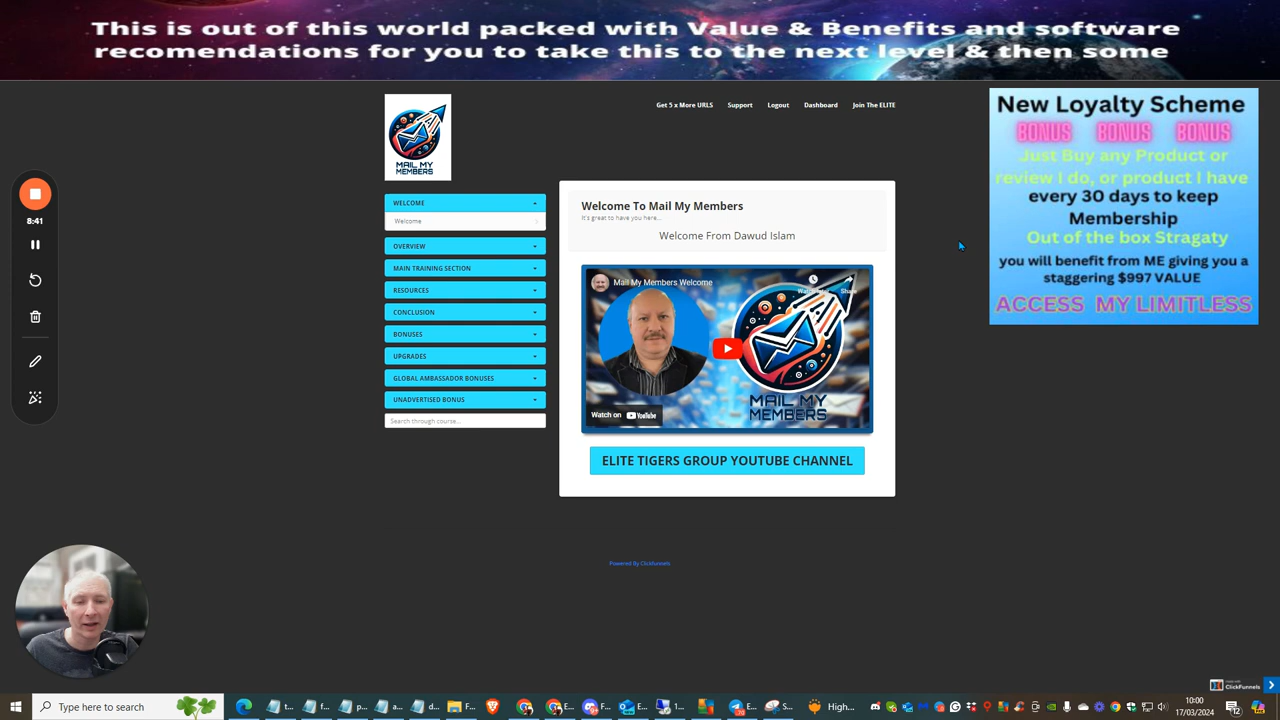 This is out of this world packed with Value & Benefits and software
recomendations for you to take this to the next level & then some
Get 5 x More URLS
Support
Logout
Dashboard
Join The ELITE
MAIL MY
MEMBERS
8:41
WELCOME
Welcome
OVERVIEW
MAIN TRAINING SECTION
RESOURCES
CONCLUSION
BONUSES
UPGRADES
GLOBAL AMBASSADOR BONUSES
UNADVERTISED BONUS
Search through course...
Welcome To Mail My Members
It's great to have you here...
Welcome From Dawud Islam
Mail My Members Welcome
Watch later
Share
MAIL MY
MEMBERS
Watch on YouTube
ELITE TIGERS GROUP YOUTUBE CHANNEL
New Loyalty Scheme
BONUS BONUS BONUS
Just Buy any Product or
review I do, or product I have
every 30 days to keep
Membership
Out of the box Stragaty
you will benefit from ME giving you a
staggering $997 VALUE
ACCESS MY LIMITLESS
Powered By Clickfunnels
ClickFunnels
Type here to search
High...
10:00
17/03/2024